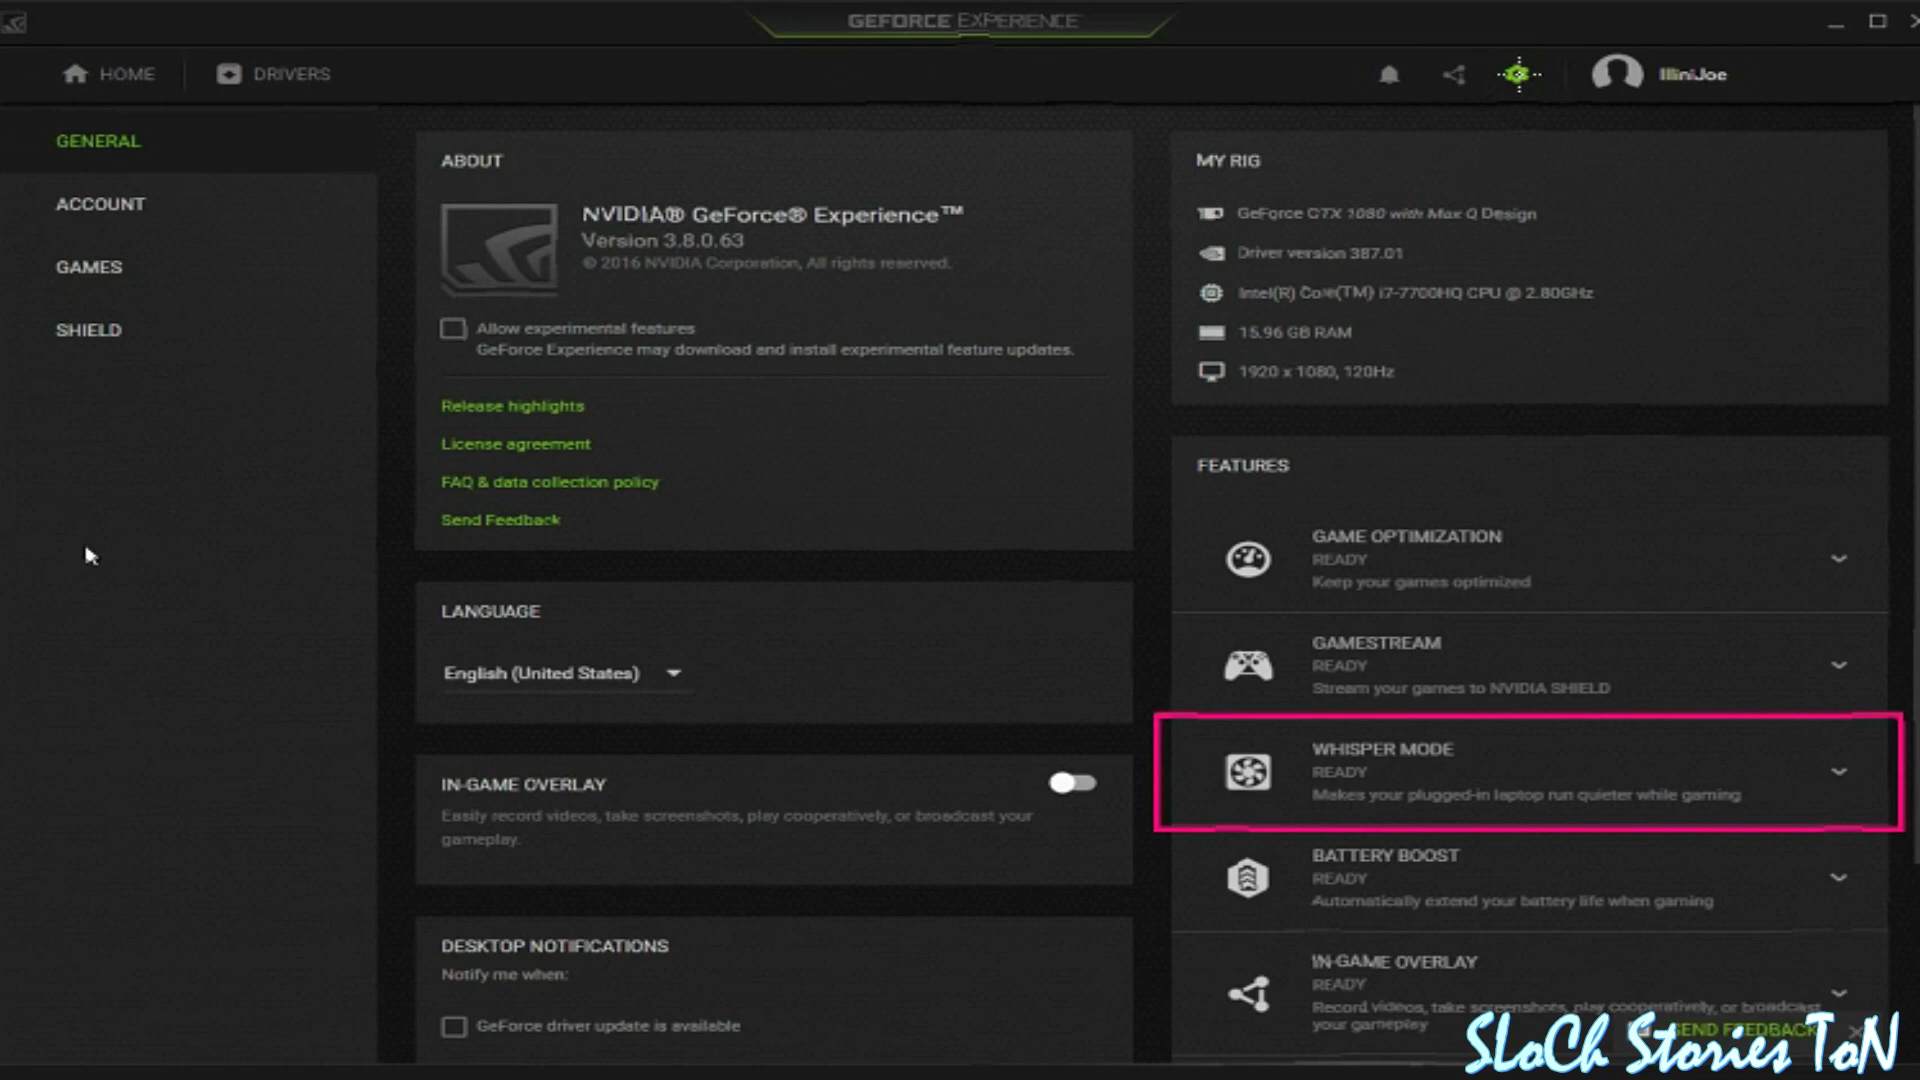 GEFORCE EXPERIENCE
HOME
DRIVERS
IlliniJoe
GENERAL
ACCOUNT
GAMES
SHIELD
ABOUT
NVIDIA® GeForce® Experience™
Version 3.8.0.63
© 2016 NVIDIA Corporation, All rights reserved.
Allow experimental features
GeForce Experience may download and install experimental feature updates.
Release highlights
License agreement
FAQ & data collection policy
Send Feedback
LANGUAGE
English (United States)
IN-GAME OVERLAY
Easily record videos, take screenshots, play cooperatively, or broadcast your
gameplay.
DESKTOP NOTIFICATIONS
Notify me when:
GeForce driver update is available
MY RIG
GeForce GTX 1080 with Max Q Design
Driver version 387.01
Intel(R) Core(TM) i7-7700HQ CPU @ 2.80GHz
15.96 GB RAM
1920 x 1080, 120Hz
FEATURES
GAME OPTIMIZATION
READY
Keep your games optimized
GAMESTREAM
READY
Stream your games to NVIDIA SHIELD
WHISPER MODE
READY
Makes your plugged-in laptop run quieter while gaming
BATTERY BOOST
READY
Automatically extend your battery life when gaming
IN-GAME OVERLAY
READY
Record videos, take screenshots, play cooperatively, or broadcast
your gameplay
SEND FEEDBACK
SLoCh Stories ToN